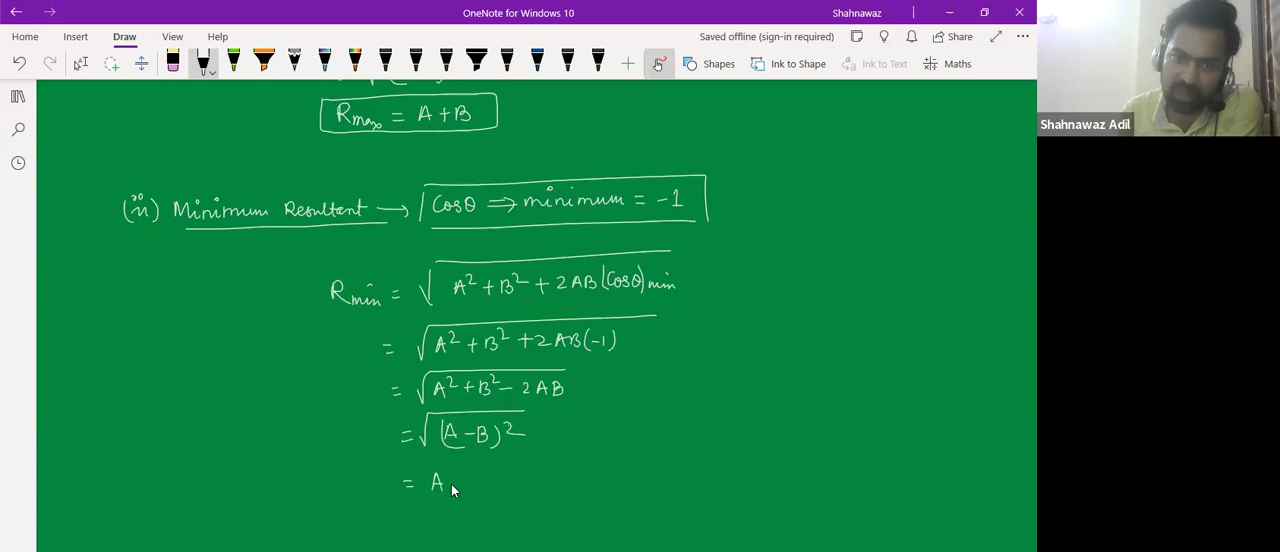 OneNote for Windows 10
Shahnawaz
Home Insert Draw View Help
Saved offline (sign-in required)
Share
Shapes
Ink to Shape
Ink to Text
Maths
Rmax = A + B
Shahnawaz Adil
(ii) Minimum Resultant → Cosθ ⇒ minimum = -1
Rmin = √(A² + B² + 2AB(Cosθ)min
= √(A² + B² + 2AB(-1)
= √(A² + B² - 2AB
= √(A - B)²
= A